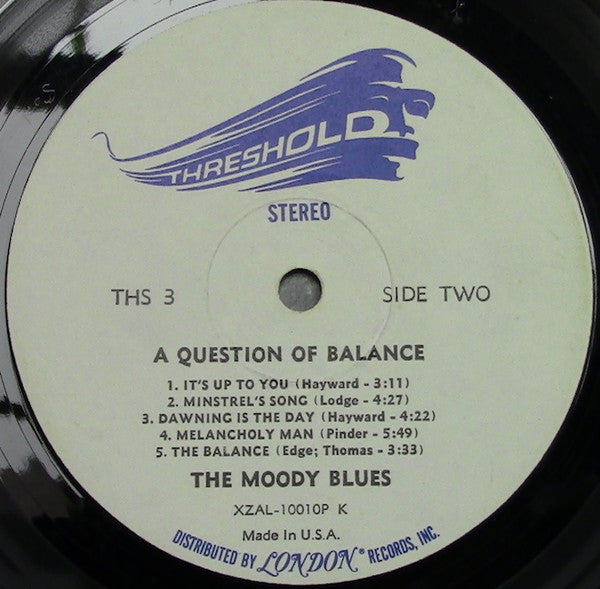 THRESHOLD
STEREO
THS 3
SIDE TWO
A QUESTION OF BALANCE
1. IT'S UP TO YOU (Hayward - 3:11)
2. MINSTREL'S SONG (Lodge - 4:27)
3. DAWNING IS THE DAY (Hayward - 4:22)
4. MELANCHOLY MAN (Pinder - 5:49)
5. THE BALANCE (Edge; Thomas - 3:33)
THE MOODY BLUES
XZAL-10010P K
Made In U.S.A.
DISTRIBUTED BY LONDON® RECORDS, INC.